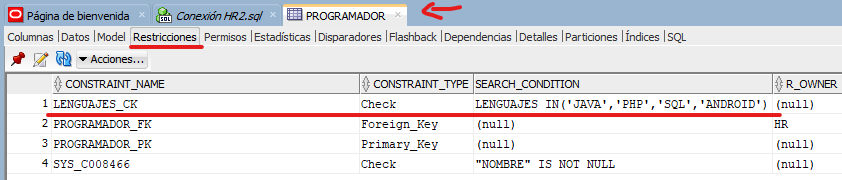 Página de bienvenida Conexión HR2.sql PROGRAMADOR
Columnas Datos Model Restricciones Permisos Estadísticas Disparadores Flashback Dependencias Detalles Particiones Índices SQL
Acciones...
CONSTRAINT_NAME CONSTRAINT_TYPE SEARCH_CONDITION R_OWNER
1 LENGUAJES_CK Check LENGUAJES IN('JAVA','PHP','SQL','ANDROID') (null)
2 PROGRAMADOR_FK Foreign_Key (null) HR
3 PROGRAMADOR_PK Primary_Key (null) (null)
4 SYS_C008466 Check "NOMBRE" IS NOT NULL (null)